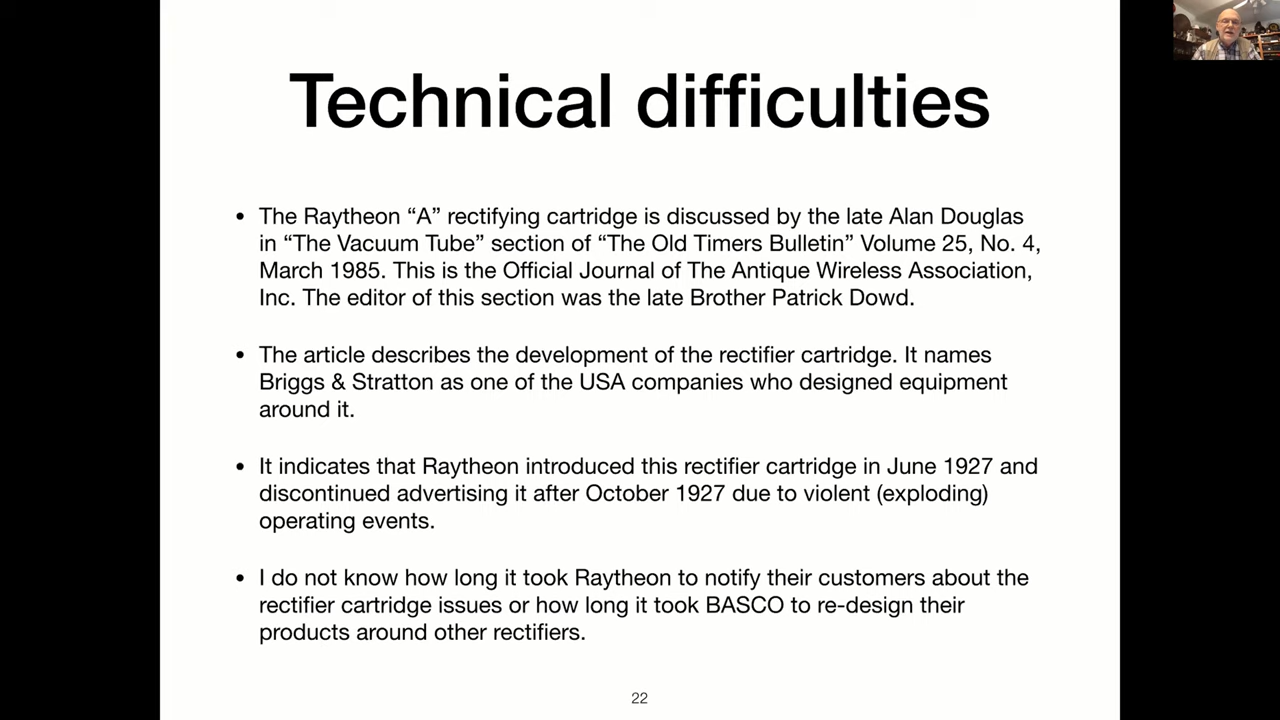 Technical difficulties
• The Raytheon “A” rectifying cartridge is discussed by the late Alan Douglas
in “The Vacuum Tube” section of “The Old Timers Bulletin” Volume 25, No. 4,
March 1985. This is the Official Journal of The Antique Wireless Association,
Inc. The editor of this section was the late Brother Patrick Dowd.
• The article describes the development of the rectifier cartridge. It names
Briggs & Stratton as one of the USA companies who designed equipment
around it.
• It indicates that Raytheon introduced this rectifier cartridge in June 1927 and
discontinued advertising it after October 1927 due to violent (exploding)
operating events.
• I do not know how long it took Raytheon to notify their customers about the
rectifier cartridge issues or how long it took BASCO to re-design their
products around other rectifiers.
22